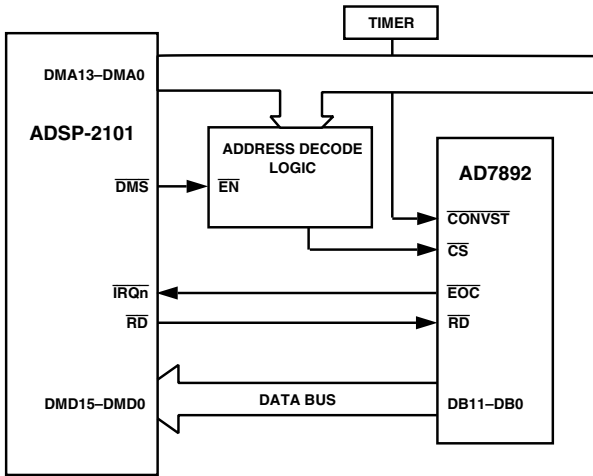 TIMER
DMA13–DMA0
ADSP-2101
ADDRESS DECODE
LOGIC
AD7892
DMS
EN
CONVST
CS
IRQn
EOC
RD
RD
DMD15–DMD0
DATA BUS
DB11–DB0